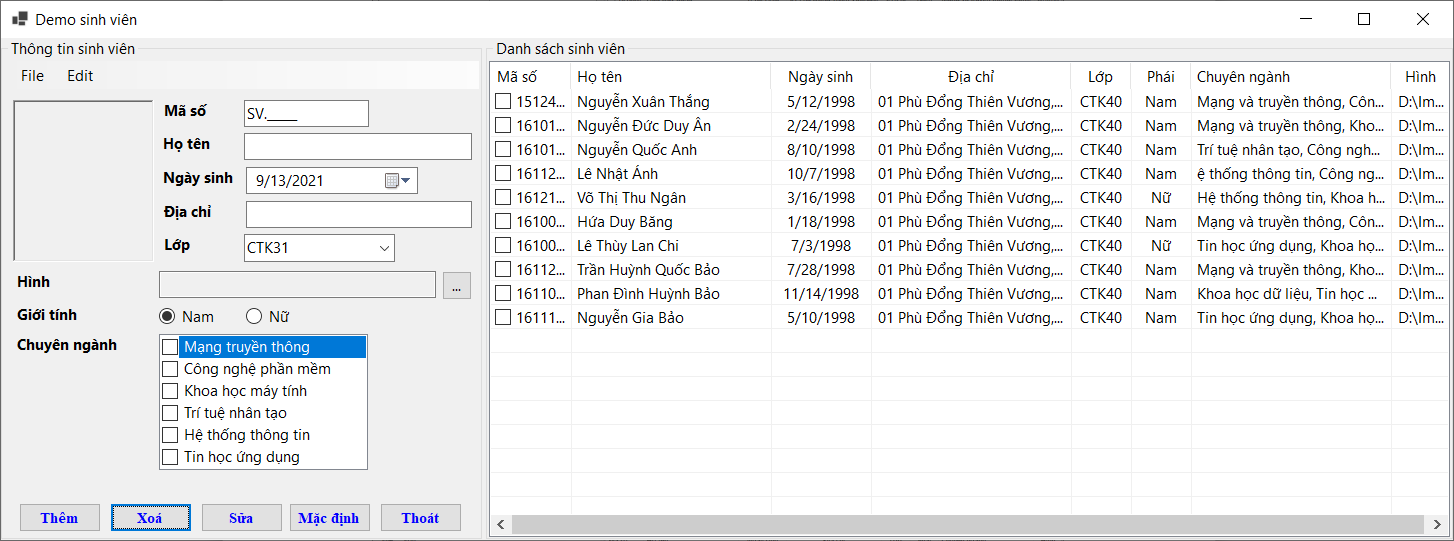 Demo sinh viên
Thông tin sinh viên
File Edit
Mã số SV.____
Họ tên
Ngày sinh 9/13/2021
Địa chỉ
Lớp CTK31
Hình ...
Giới tính Nam Nữ
Chuyên ngành
Mạng truyền thông
Công nghệ phần mềm
Khoa học máy tính
Trí tuệ nhân tạo
Hệ thống thông tin
Tin học ứng dụng
Thêm Xoá Sửa Mặc định Thoát
Danh sách sinh viên
Mã số Họ tên Ngày sinh Địa chỉ Lớp Phái Chuyên ngành Hình
15124... Nguyễn Xuân Thắng 5/12/1998 01 Phù Đổng Thiên Vương,... CTK40 Nam Mạng và truyền thông, Côn... D:\Im...
16101... Nguyễn Đức Duy Ân 2/24/1998 01 Phù Đổng Thiên Vương,... CTK40 Nam Mạng và truyền thông, Kho... D:\Im...
16101... Nguyễn Quốc Anh 8/10/1998 01 Phù Đổng Thiên Vương,... CTK40 Nam Trí tuệ nhân tạo, Công ngh... D:\Im...
16112... Lê Nhật Ánh 10/7/1998 01 Phù Đổng Thiên Vương,... CTK40 Nam ệ thống thông tin, Công ng... D:\Im...
16121... Võ Thị Thu Ngân 3/16/1998 01 Phù Đổng Thiên Vương,... CTK40 Nữ Hệ thống thông tin, Khoa h... D:\Im...
16100... Hứa Duy Băng 1/18/1998 01 Phù Đổng Thiên Vương,... CTK40 Nam Mạng và truyền thông, Côn... D:\Im...
16100... Lê Thùy Lan Chi 7/3/1998 01 Phù Đổng Thiên Vương,... CTK40 Nữ Tin học ứng dụng, Khoa họ... D:\Im...
16112... Trần Huỳnh Quốc Bảo 7/28/1998 01 Phù Đổng Thiên Vương,... CTK40 Nam Mạng và truyền thông, Kho... D:\Im...
16110... Phan Đình Huỳnh Bảo 11/14/1998 01 Phù Đổng Thiên Vương,... CTK40 Nam Khoa học dữ liệu, Tin học ... D:\Im...
16111... Nguyễn Gia Bảo 5/10/1998 01 Phù Đổng Thiên Vương,... CTK40 Nam Tin học ứng dụng, Khoa họ... D:\Im...